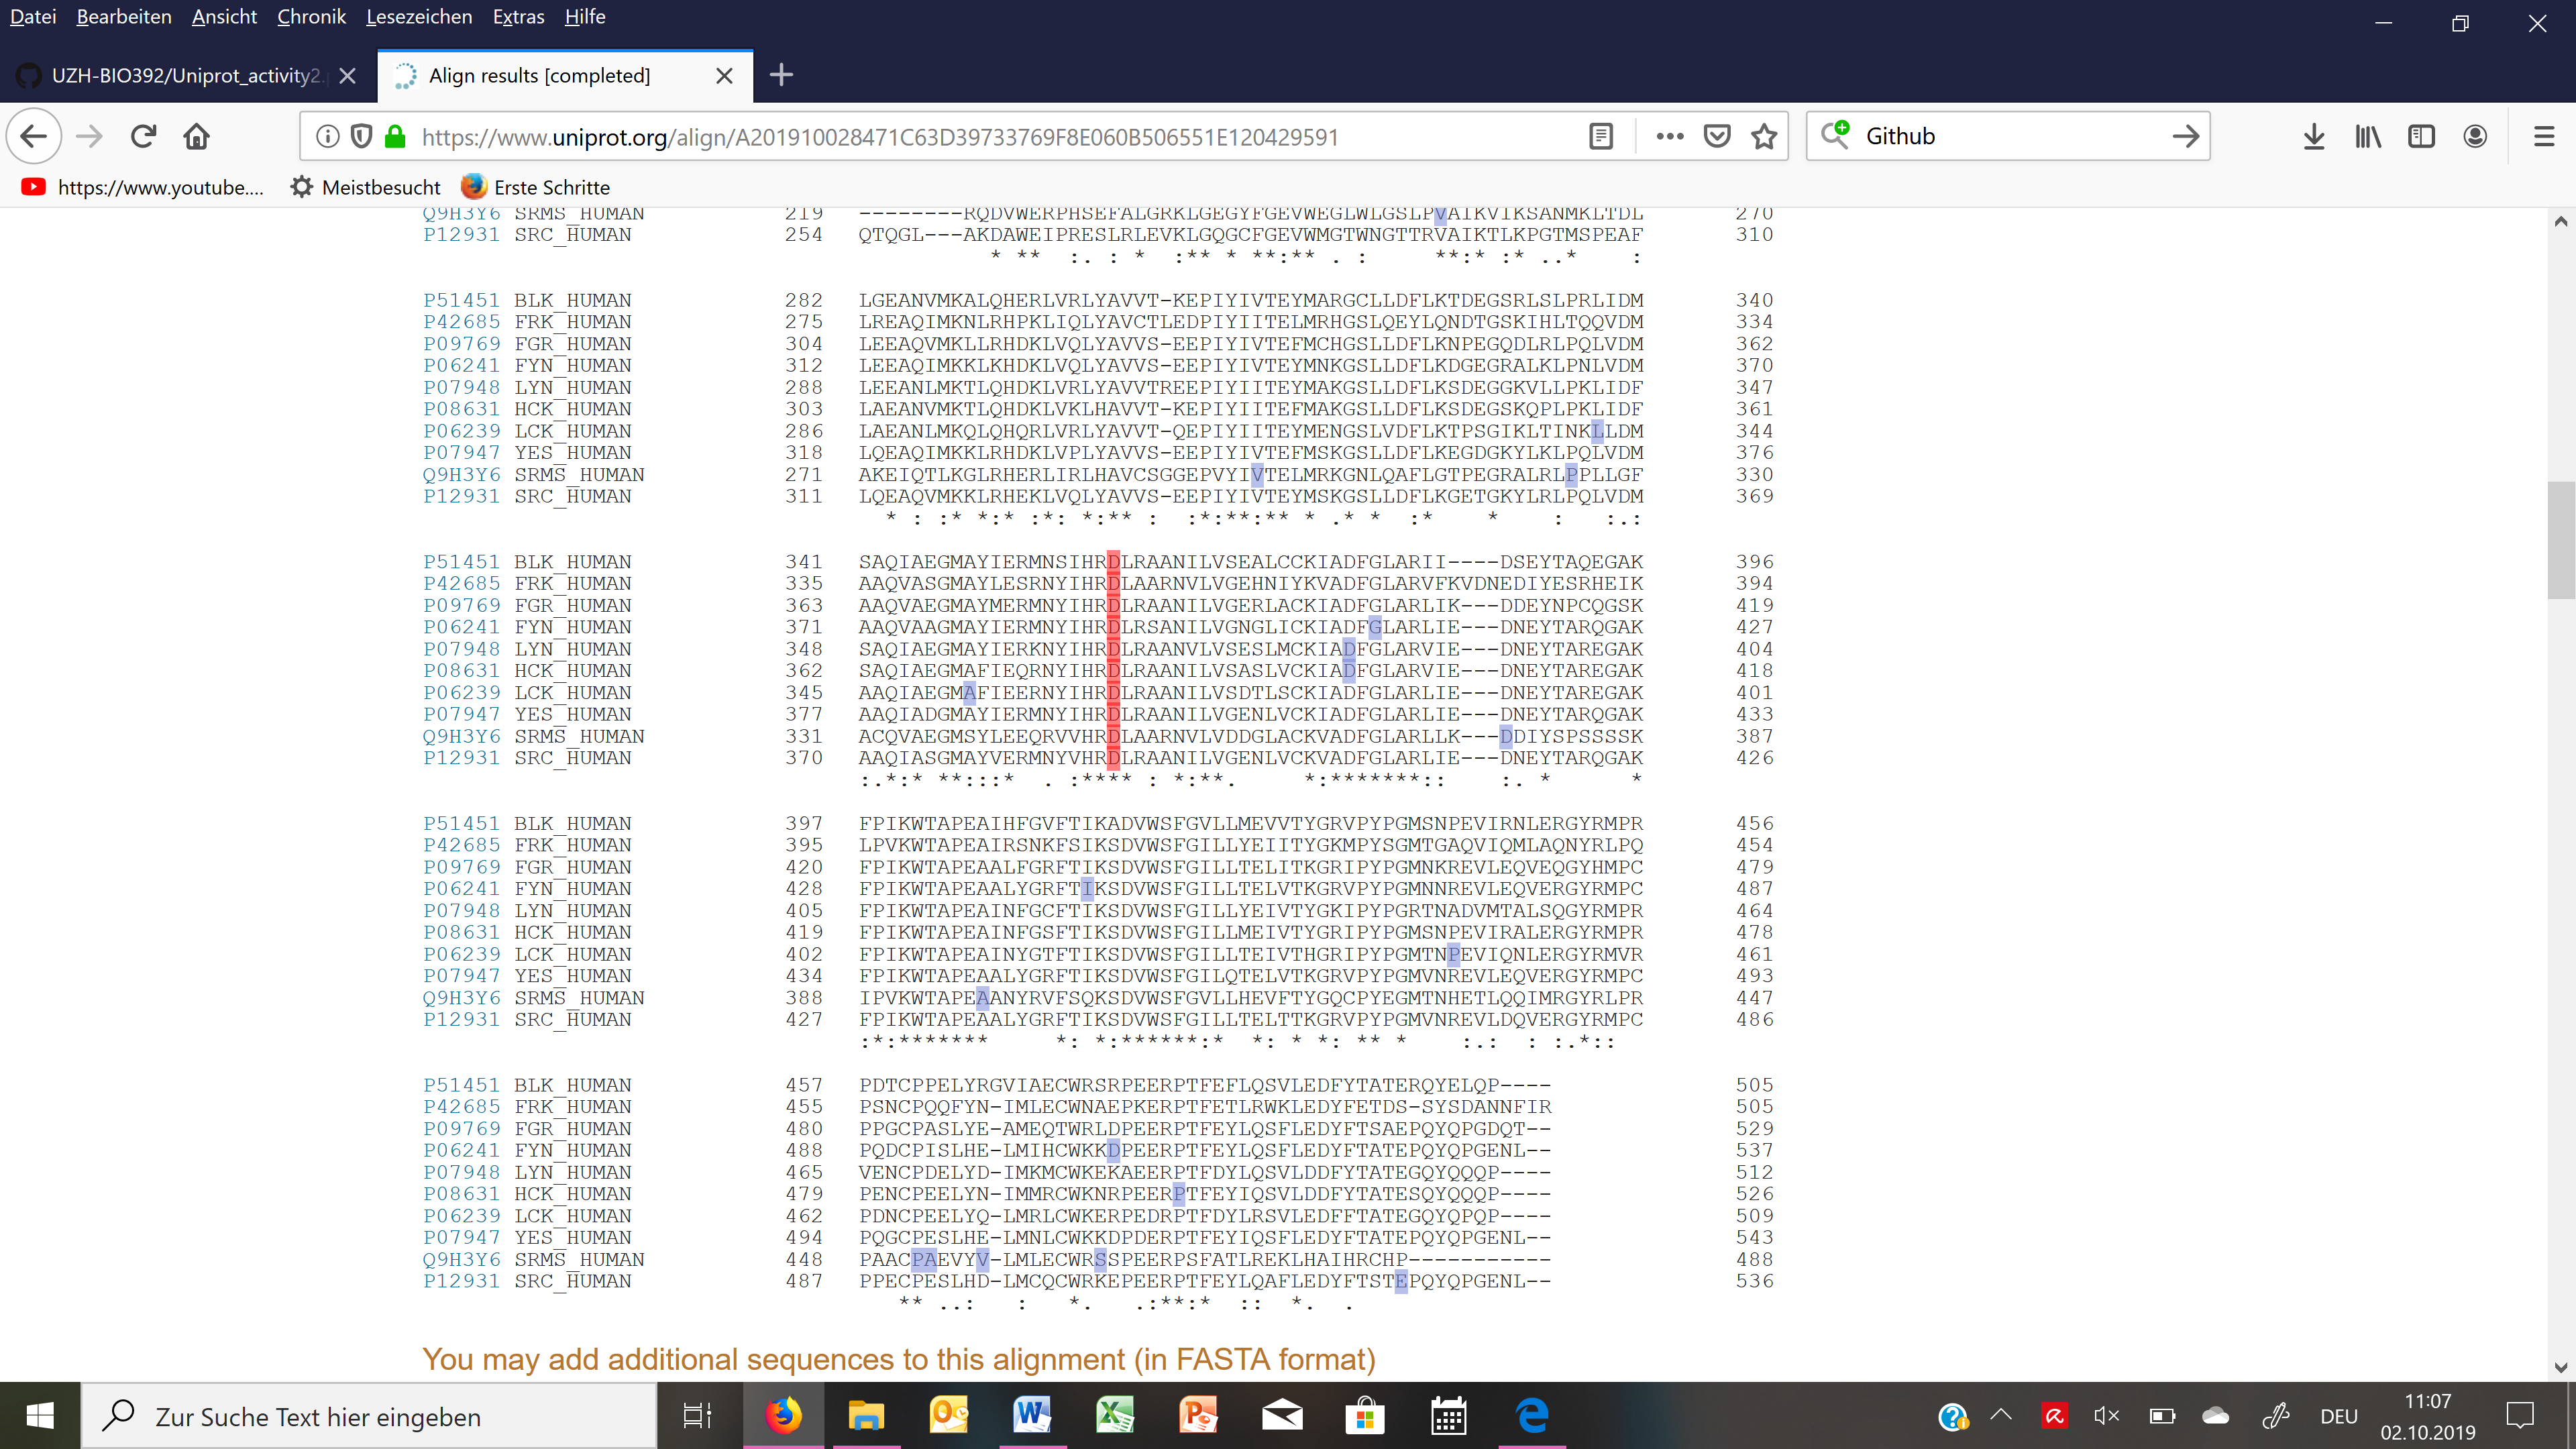 Datei Bearbeiten Ansicht Chronik Lesezeichen Extras Hilfe
UZH-BIO392/Uniprot_activity2.
Align results [completed]
https://www.uniprot.org/align/A201910028471C63D39733769F8E060B506551E120429591
Github
https://www.youtube.... Meistbesucht Erste Schritte
Q9H3Y6 SRMS_HUMAN 219 --------RQDVWERPHSEFALGRKLGEGYFGEVWEGLWLGSLPVAIKVIKSANMKLTDL 270
P12931 SRC_HUMAN 254 QTQGL---AKDAWEIPRESLRLEVKLGQGCFGEVWMGTWNGTTRVAIKTLKPGTMSPEAF 310
* ** :. : * :** * **:** . : **:* :* ..* :
P51451 BLK_HUMAN 282 LGEANVMKALQHERLVRLYAVVT-KEPIYIVTEYMARGCLLDFLKTDEGSRLSLPRLIDM 340
P42685 FRK_HUMAN 275 LREAQIMKNLRHPKLIQLYAVCTLEDPIYIITELMRHGSLQEYLQNDTGSKIHLTQQVDM 334
P09769 FGR_HUMAN 304 LEEAQVMKLLRHDKLVQLYAVVS-EEPIYIVTEFMCHGSLLDFLKNPEGQDLRLPQLVDM 362
P06241 FYN_HUMAN 312 LEEAQIMKKLKHDKLVQLYAVVS-EEPIYIVTEYMNKGSLLDFLKDGEGRALKLPNLVDM 370
P07948 LYN_HUMAN 288 LEEANLMKTLQHDKLVRLYAVVTREEPIYIITEYMAKGSLLDFLKSDEGGKVLLPKLIDF 347
P08631 HCK_HUMAN 303 LAEANVMKTLQHDKLVKLHAVVT-KEPIYIITEFMAKGSLLDFLKSDEGSKQPLPKLIDF 361
P06239 LCK_HUMAN 286 LAEANLMKQLQHQRLVRLYAVVT-QEPIYIITEYMENGSLVDFLKTPSGIKLTINKLLDM 344
P07947 YES_HUMAN 318 LQEAQIMKKLRHDKLVPLYAVVS-EEPIYIVTEFMSKGSLLDFLKEGDGKYLKLPQLVDM 376
Q9H3Y6 SRMS_HUMAN 271 AKEIQTLKGLRHERLIRLHAVCSGGEPVYIVTELMRKGNLQAFLGTPEGRALRLPPLLGF 330
P12931 SRC_HUMAN 311 LQEAQVMKKLRHEKLVQLYAVVS-EEPIYIVTEYMSKGSLLDFLKGETGKYLRLPQLVDM 369
* : :* *:* :*: *:** : :*:**:** * .* * :* * : :.:
P51451 BLK_HUMAN 341 SAQIAEGMAYIERMNSIHRDLRAANILVSEALCCKIADFGLARII----DSEYTAQEGAK 396
P42685 FRK_HUMAN 335 AAQVASGMAYLESRNYIHRDLAARNVLVGEHNIYKVADFGLARVFKVDNEDIYESRHEIK 394
P09769 FGR_HUMAN 363 AAQVAEGMAYMERMNYIHRDLRAANILVGERLACKIADFGLARLIK---DDEYNPCQGSK 419
P06241 FYN_HUMAN 371 AAQVAAGMAYIERMNYIHRDLRSANILVGNGLICKIADFGLARLIE---DNEYTARQGAK 427
P07948 LYN_HUMAN 348 SAQIAEGMAYIERKNYIHRDLRAANVLVSESLMCKIADFGLARVIE---DNEYTAREGAK 404
P08631 HCK_HUMAN 362 SAQIAEGMAFIEQRNYIHRDLRAANILVSASLVCKIADFGLARVIE---DNEYTAREGAK 418
P06239 LCK_HUMAN 345 AAQIAEGMAFIEERNYIHRDLRAANILVSDTLSCKIADFGLARLIE---DNEYTAREGAK 401
P07947 YES_HUMAN 377 AAQIADGMAYIERMNYIHRDLRAANILVGENLVCKIADFGLARLIE---DNEYTARQGAK 433
Q9H3Y6 SRMS_HUMAN 331 ACQVAEGMSYLEEQRVVHRDLAARNVLVDDGLACKVADFGLARLLK---DDIYSPSSSSK 387
P12931 SRC_HUMAN 370 AAQIASGMAYVERMNYVHRDLRAANILVGENLVCKVADFGLARLIE---DNEYTARQGAK 426
:.*:* **:::* . :**** : *:**. *:*******:: :. * *
P51451 BLK_HUMAN 397 FPIKWTAPEAIHFGVFTIKADVWSFGVLLMEVVTYGRVPYPGMSNPEVIRNLERGYRMPR 456
P42685 FRK_HUMAN 395 LPVKWTAPEAIRSNKFSIKSDVWSFGILLYEIITYGKMPYSGMTGAQVIQMLAQNYRLPQ 454
P09769 FGR_HUMAN 420 FPIKWTAPEAALFGRFTIKSDVWSFGILLTELITKGRIPYPGMNKREVLEQVEQGYHMPC 479
P06241 FYN_HUMAN 428 FPIKWTAPEAALYGRFTIKSDVWSFGILLTELVTKGRVPYPGMNNREVLEQVERGYRMPC 487
P07948 LYN_HUMAN 405 FPIKWTAPEAINFGCFTIKSDVWSFGILLYEIVTYGKIPYPGRTNADVMTALSQGYRMPR 464
P08631 HCK_HUMAN 419 FPIKWTAPEAINFGSFTIKSDVWSFGILLMEIVTYGRIPYPGMSNPEVIRALERGYRMPR 478
P06239 LCK_HUMAN 402 FPIKWTAPEAINYGTFTIKSDVWSFGILLTEIVTHGRIPYPGMTNPEVIQNLERGYRMVR 461
P07947 YES_HUMAN 434 FPIKWTAPEAALYGRFTIKSDVWSFGILQTELVTKGRVPYPGMVNREVLEQVERGYRMPC 493
Q9H3Y6 SRMS_HUMAN 388 IPVKWTAPEAANYRVFSQKSDVWSFGVLLHEVFTYGQCPYEGMTNHETLQQIMRGYRLPR 447
P12931 SRC_HUMAN 427 FPIKWTAPEAALYGRFTIKSDVWSFGILLTELTTKGRVPYPGMVNREVLDQVERGYRMPC 486
:*:******* *: *:******:* *: * *: ** * :.: : :.*::
P51451 BLK_HUMAN 457 PDTCPPELYRGVIAECWRSRPEERPTFEFLQSVLEDFYTATERQYELQP---- 505
P42685 FRK_HUMAN 455 PSNCPQQFYN-IMLECWNAEPKERPTFETLRWKLEDYFETDS-SYSDANNFIR 505
P09769 FGR_HUMAN 480 PPGCPASLYE-AMEQTWRLDPEERPTFEYLQSFLEDYFTSAEPQYQPGDQT-- 529
P06241 FYN_HUMAN 488 PQDCPISLHE-LMIHCWKKDPEERPTFEYLQSFLEDYFTATEPQYQPGENL-- 537
P07948 LYN_HUMAN 465 VENCPDELYD-IMKMCWKEKAEERPTFDYLQSVLDDFYTATEGQYQQQP---- 512
P08631 HCK_HUMAN 479 PENCPEELYN-IMMRCWKNRPEERPTFEYIQSVLDDFYTATESQYQQQP---- 526
P06239 LCK_HUMAN 462 PDNCPEELYQ-LMRLCWKERPEDRPTFDYLRSVLEDFFTATEGQYQPQP---- 509
P07947 YES_HUMAN 494 PQGCPESLHE-LMNLCWKKDPDERPTFEYIQSFLEDYFTATEPQYQPGENL-- 543
Q9H3Y6 SRMS_HUMAN 448 PAACPAEVYV-LMLECWRSSPEERPSFATLREKLHAIHRCHP----------- 488
P12931 SRC_HUMAN 487 PPECPESLHD-LMCQCWRKEPEERPTFEYLQAFLEDYFTSTEPQYQPGENL-- 536
** ..: : *. .:**:* :: *. .
You may add additional sequences to this alignment (in FASTA format)
Zur Suche Text hier eingeben
DEU
11:07
02.10.2019